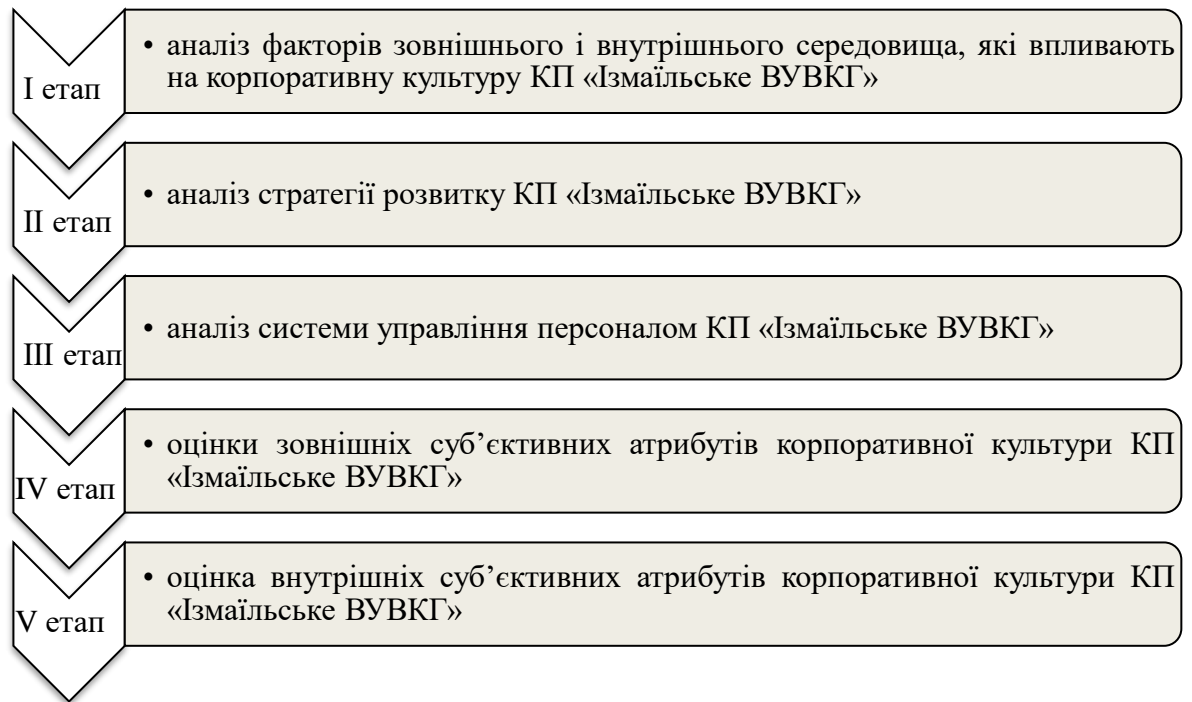 І етап
• аналіз факторів зовнішнього і внутрішнього середовища, які впливають
на корпоративну культуру КП «Ізмаїльське ВУВКГ»
ІІ етап
• аналіз стратегії розвитку КП «Ізмаїльське ВУВКГ»
ІІІ етап
• аналіз системи управління персоналом КП «Ізмаїльське ВУВКГ»
IV етап
• оцінки зовнішніх суб’єктивних атрибутів корпоративної культури КП
«Ізмаїльське ВУВКГ»
V етап
• оцінка внутрішніх суб’єктивних атрибутів корпоративної культури КП
«Ізмаїльське ВУВКГ»